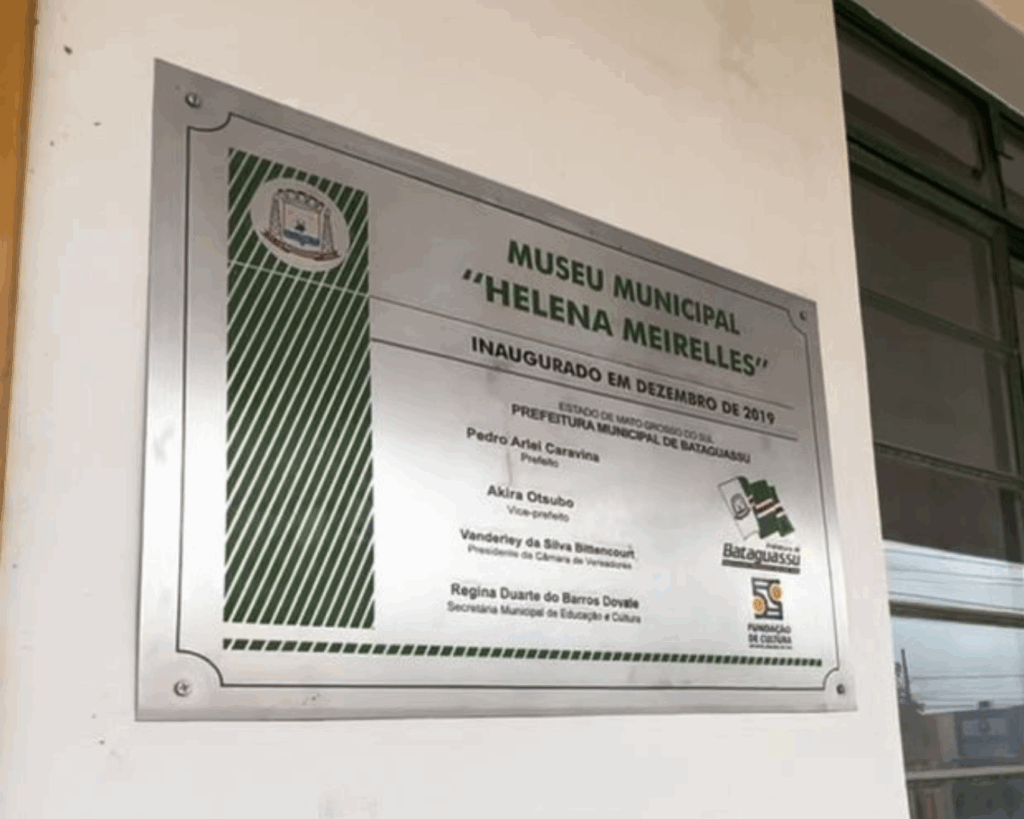 MUSEU MUNICIPAL
"HELENA MEIRELLES"
INAUGURADO EM DEZEMBRO DE 2019
ESTADO DE MATO GROSSO DO SUL
PREFEITURA MUNICIPAL DE BATAGUASSU
Pedro Arlei Caravina
Prefeito
Akira Otsubo
Vice-prefeito
Vanderley da Silva Bittencourt
Presidente da Câmara de Vereadores
Regina Duarte do Barros Dovale
Secretária Municipal de Educação e Cultura
Prefeitura de
Bataguassu
FUNDAÇÃO
DE CULTURA